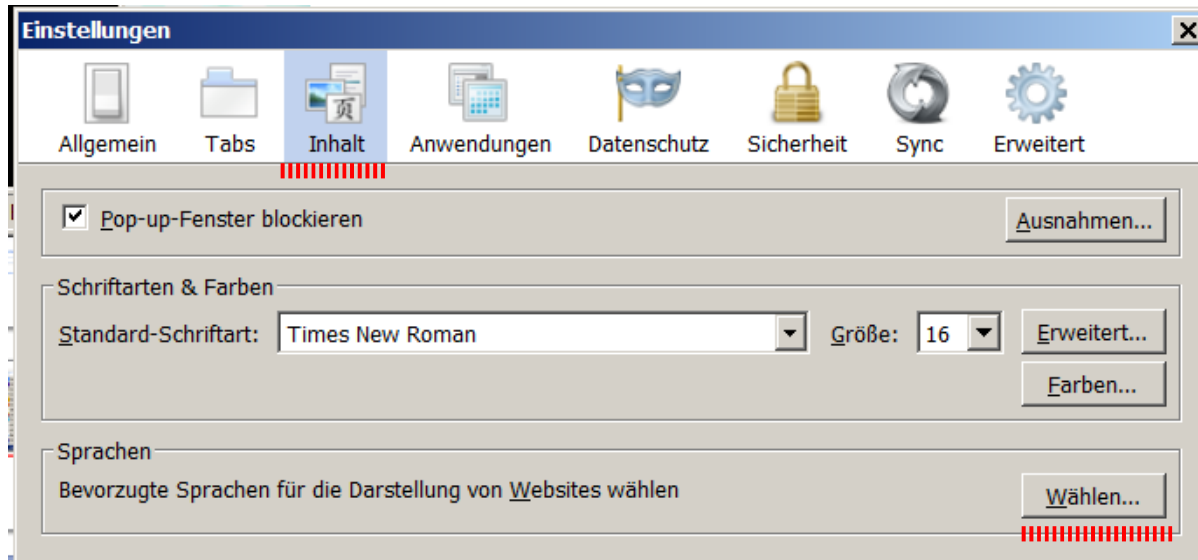 Einstellungen
页
Allgemein Tabs Inhalt Anwendungen Datenschutz Sicherheit Sync Erweitert
Pop-up-Fenster blockieren Ausnahmen...
Schriftarten & Farben
Standard-Schriftart: Times New Roman Größe: 16 Erweitert...
Farben...
Sprachen
Bevorzugte Sprachen für die Darstellung von Websites wählen Wählen...